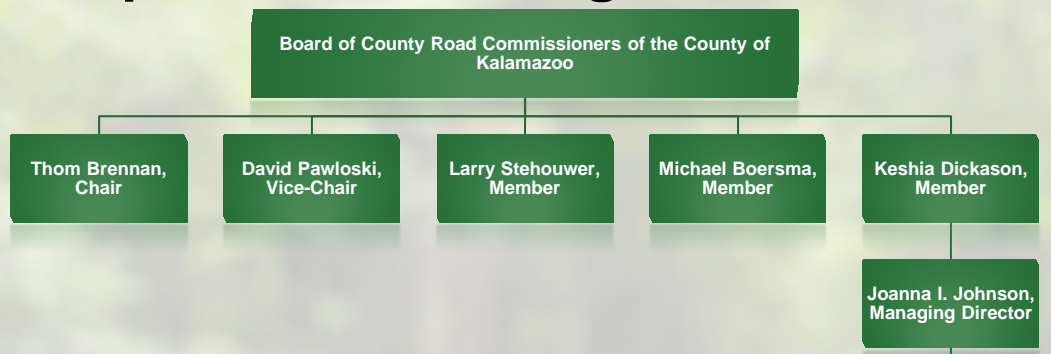 Board of County Road Commissioners of the County of
Kalamazoo
Thom Brennan,
Chair
David Pawloski,
Vice-Chair
Larry Stehouwer,
Member
Michael Boersma,
Member
Keshia Dickason,
Member
Joanna I. Johnson,
Managing Director